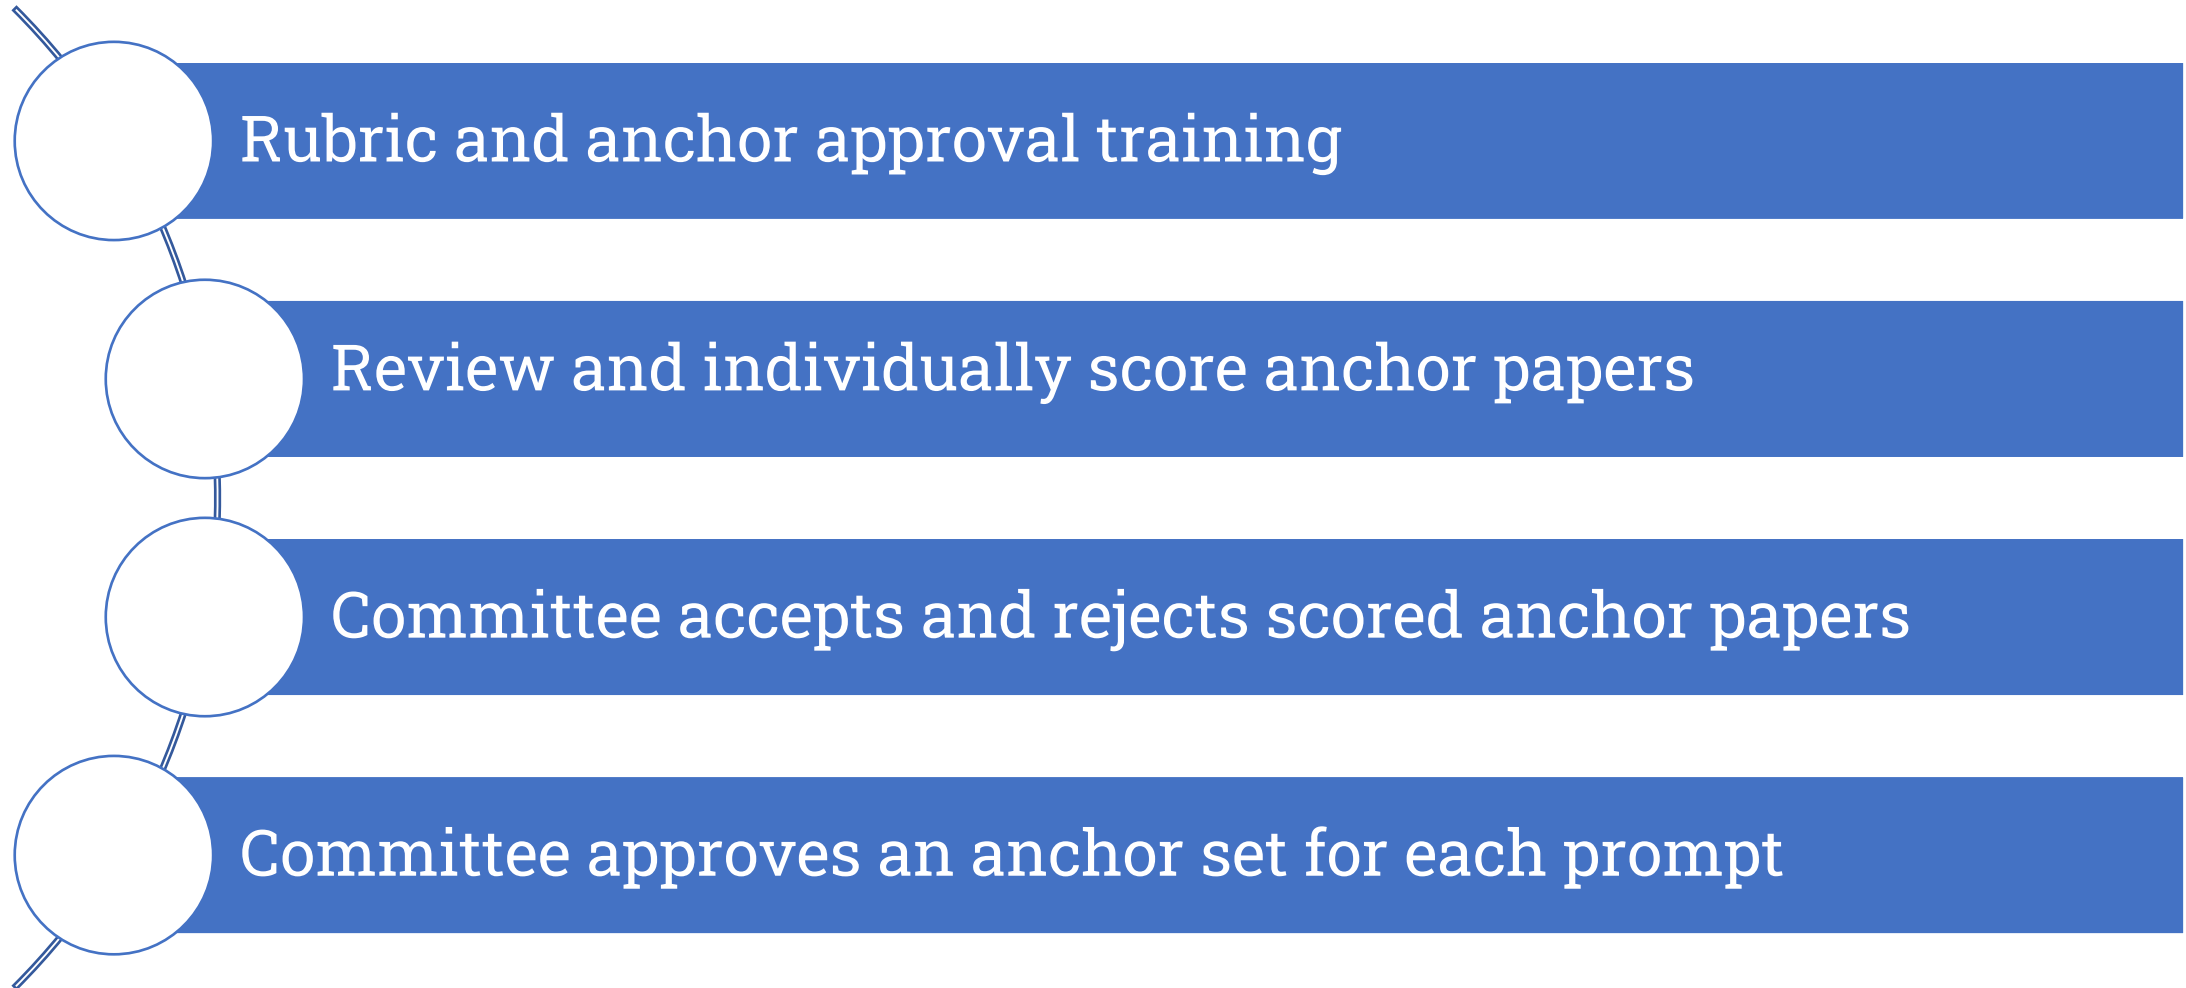 Rubric and anchor approval training
Review and individually score anchor papers
Committee accepts and rejects scored anchor papers
Committee approves an anchor set for each prompt